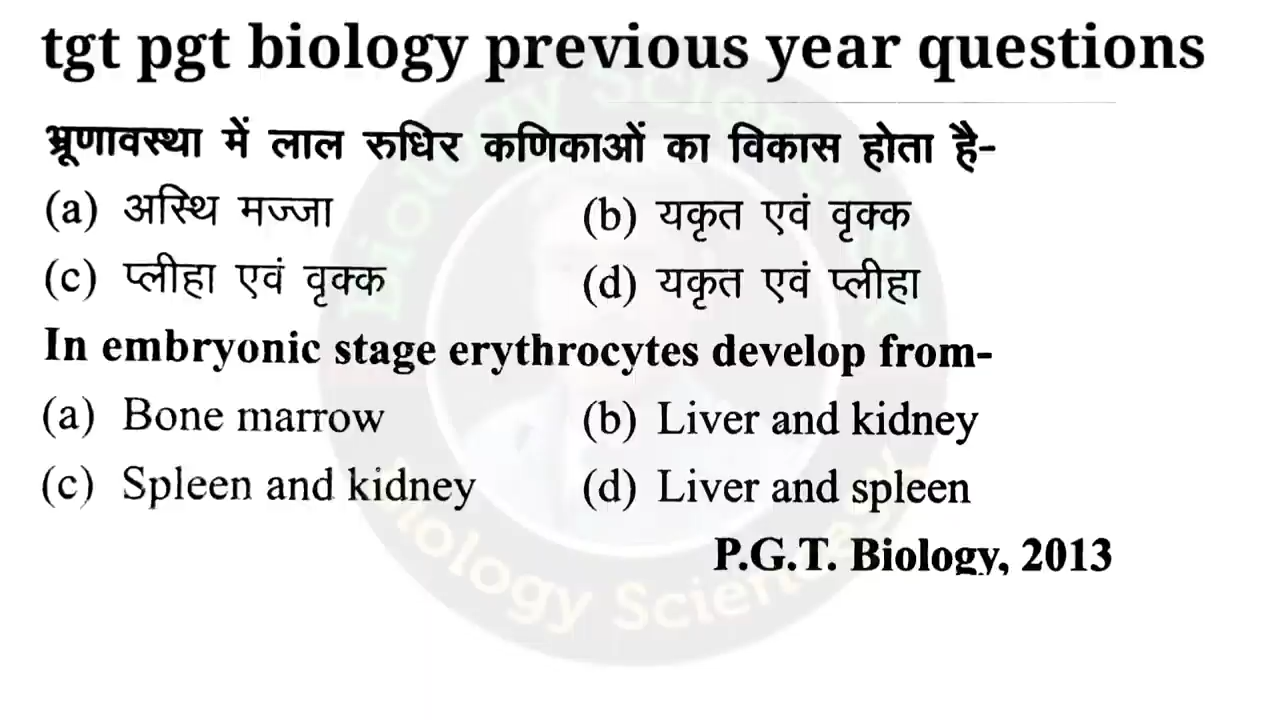 tgt pgt biology previous year questions
भ्रूणावस्था में लाल रुधिर कणिकाओं का विकास होता है-
(a) अस्थि मज्जा (b) यकृत एवं वृक्क
(c) प्लीहा एवं वृक्क (d) यकृत एवं प्लीहा
In embryonic stage erythrocytes develop from-
(a) Bone marrow (b) Liver and kidney
(c) Spleen and kidney (d) Liver and spleen
P.G.T. Biology, 2013